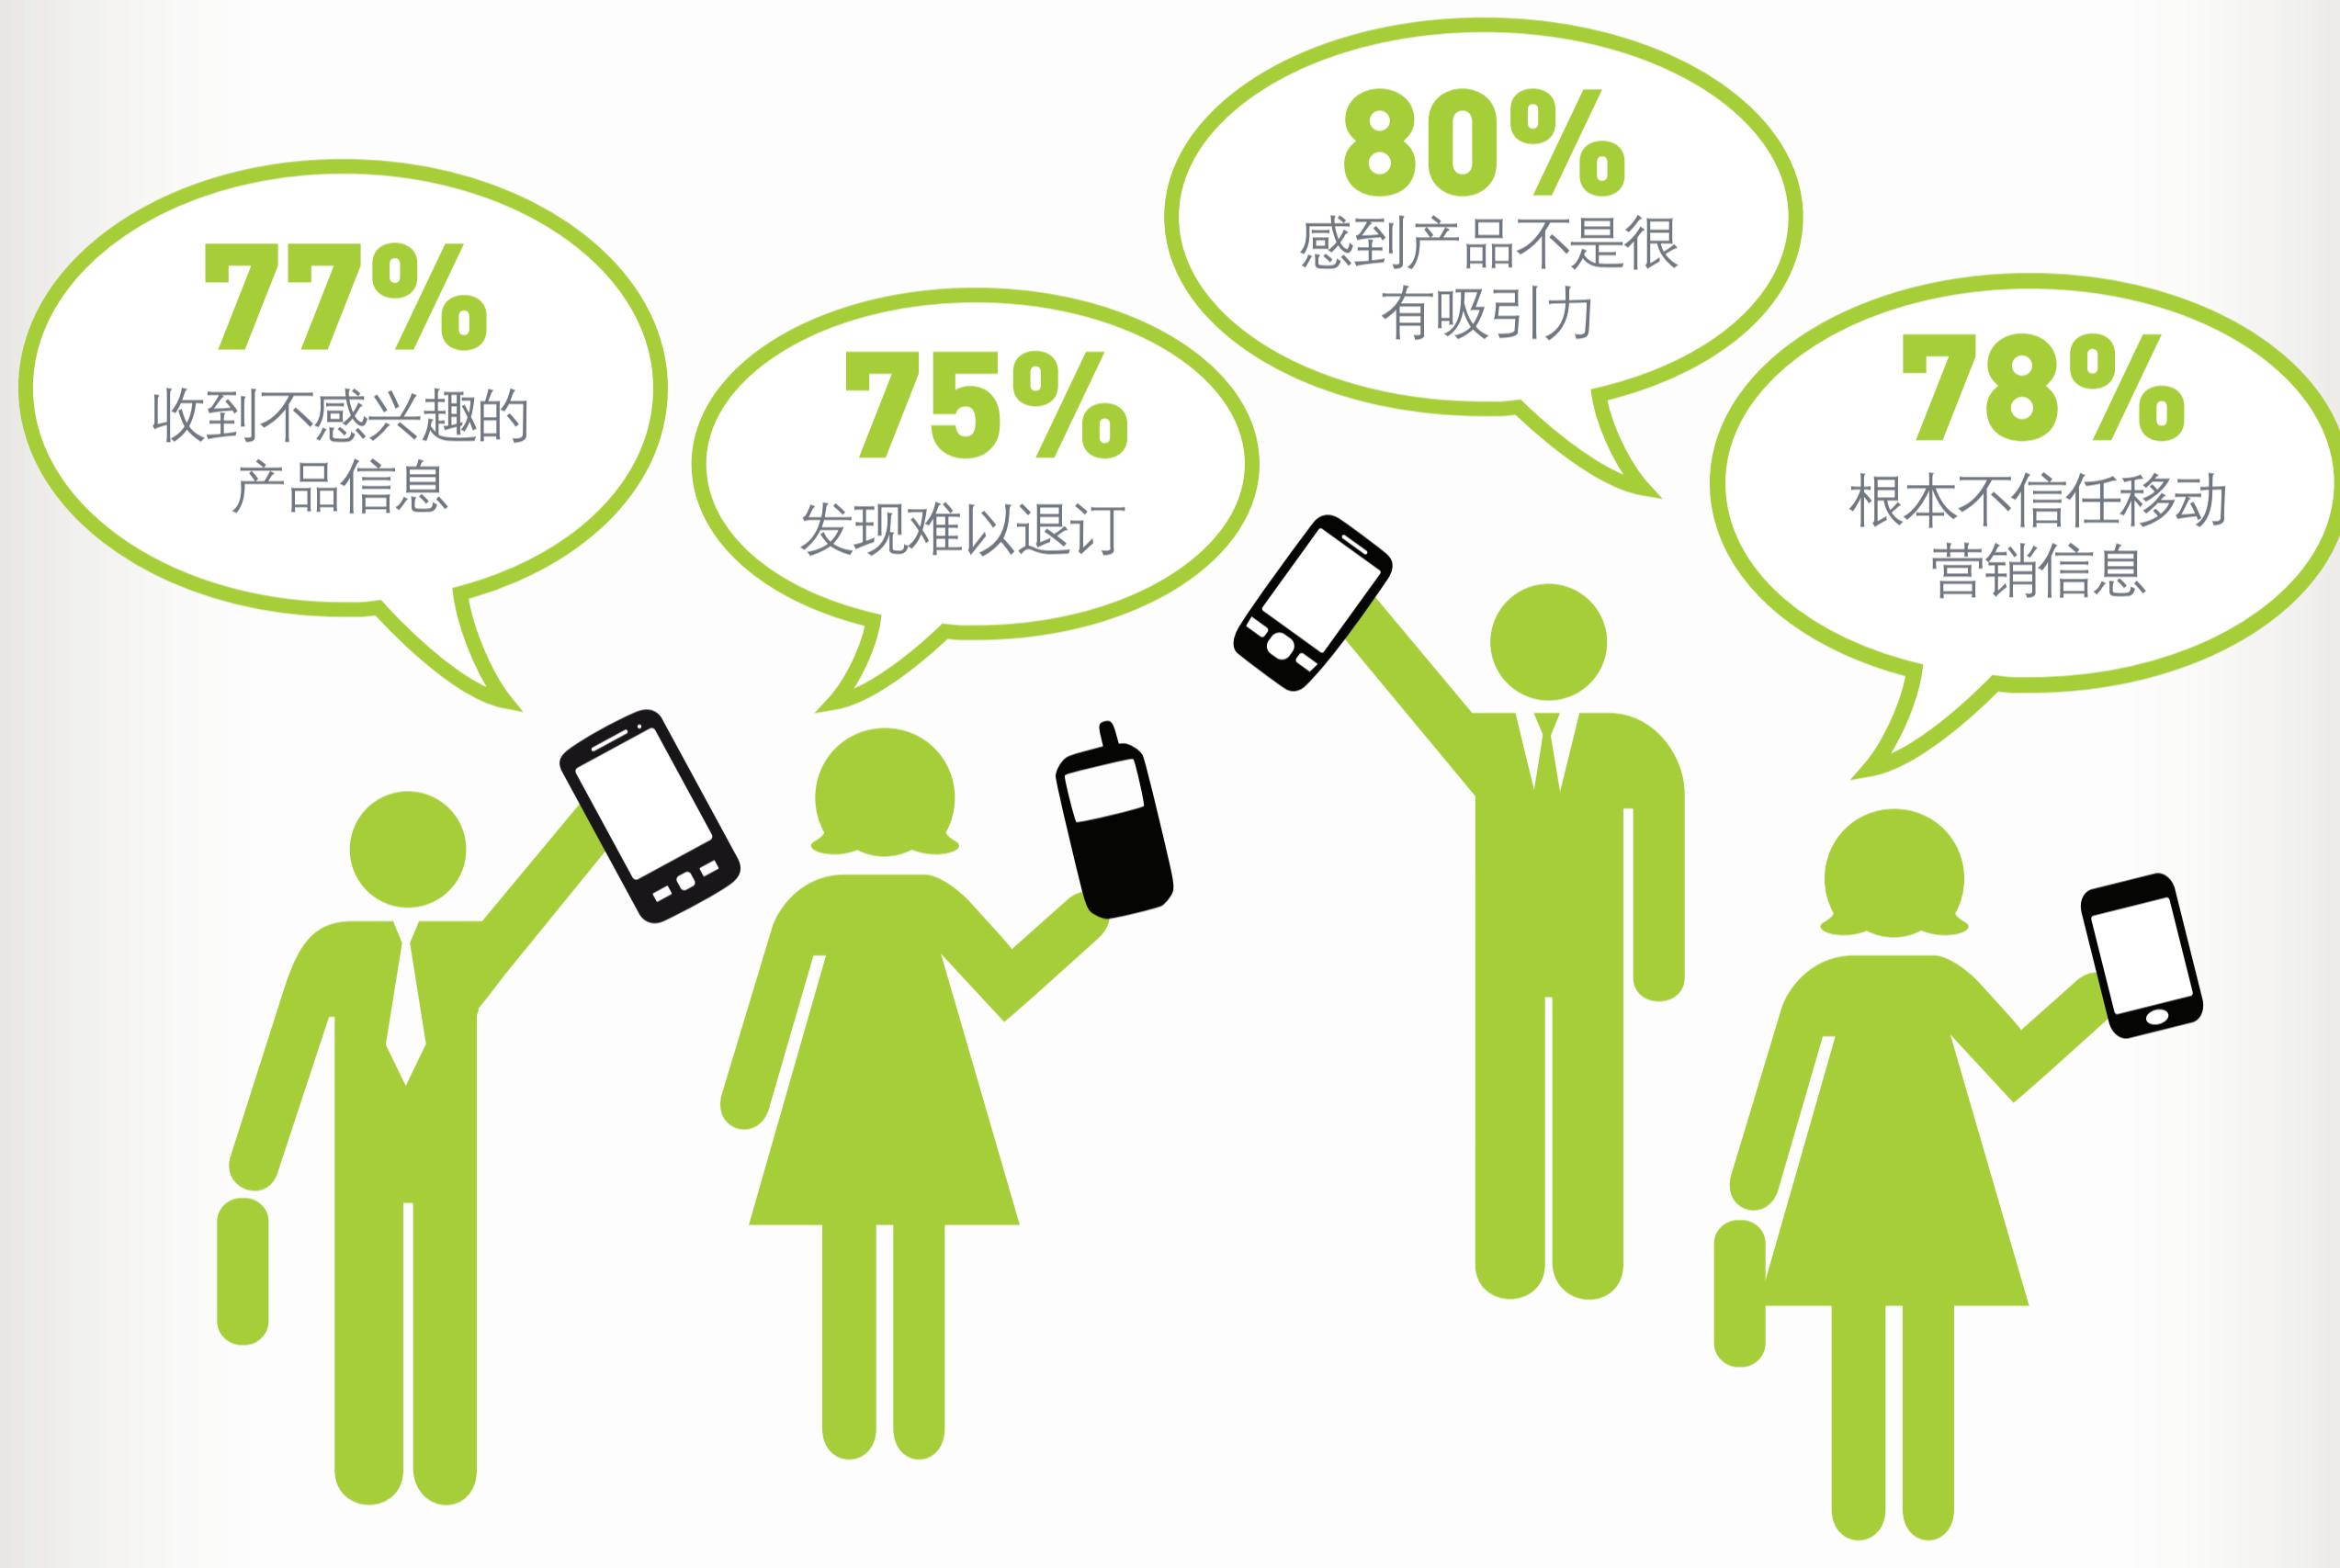 77%
收到不感兴趣的
产品信息
75%
发现难以退订
80%
感到产品不是很
有吸引力
78%
根本不信任移动
营销信息